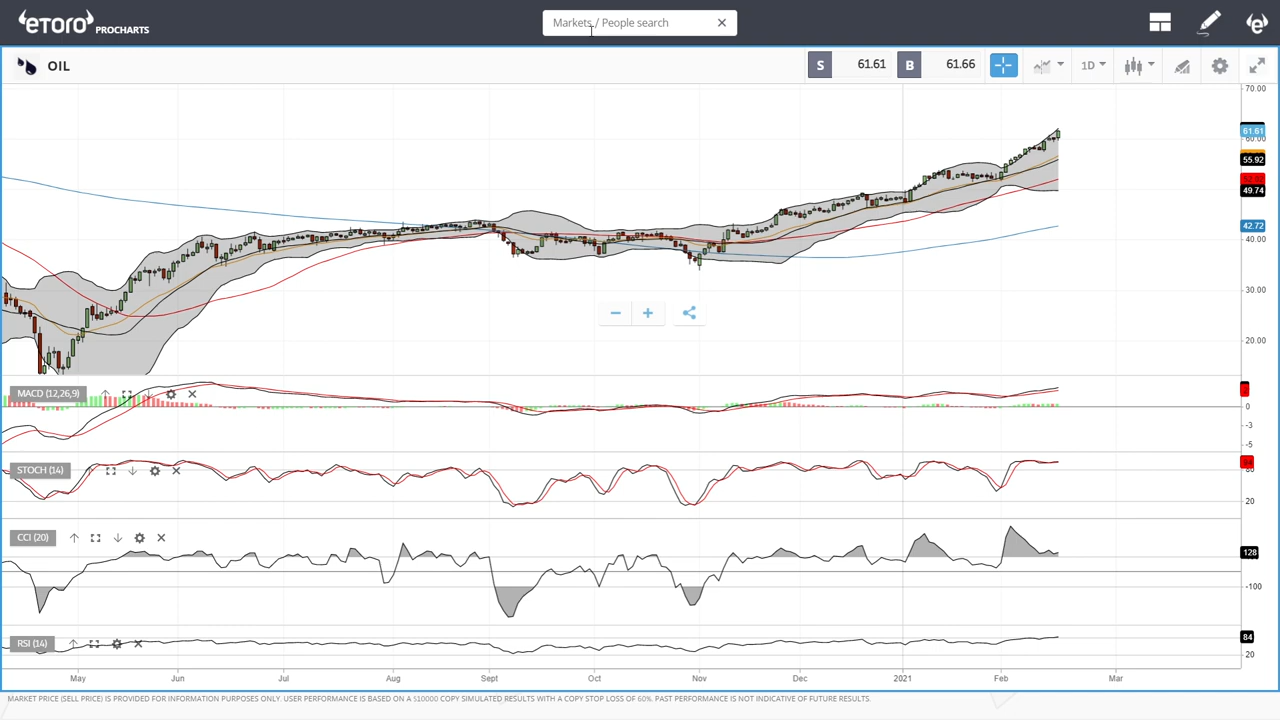 eToro PROCHARTS
Markets / People search
OIL
S 61.61 B 61.66
1D
70.00
61.61
60.00
55.92
49.74
42.72
40.00
30.00
20.00
MACD (12,26,9)
0
-3
-5
STOCH (14)
20
CCI (20)
128
-100
RSI (14)
84
20
May Jun Jul Aug Sept Oct Nov Dec 2021 Feb Mar
MARKET PRICE (SELL PRICE) IS PROVIDED FOR INFORMATION PURPOSES ONLY. USER PERFORMANCE IS BASED ON A $10000 COPY SIMULATED RESULTS WITH A COPY STOP LOSS OF 60%. PAST PERFORMANCE IS NOT INDICATIVE OF FUTURE RESULTS.